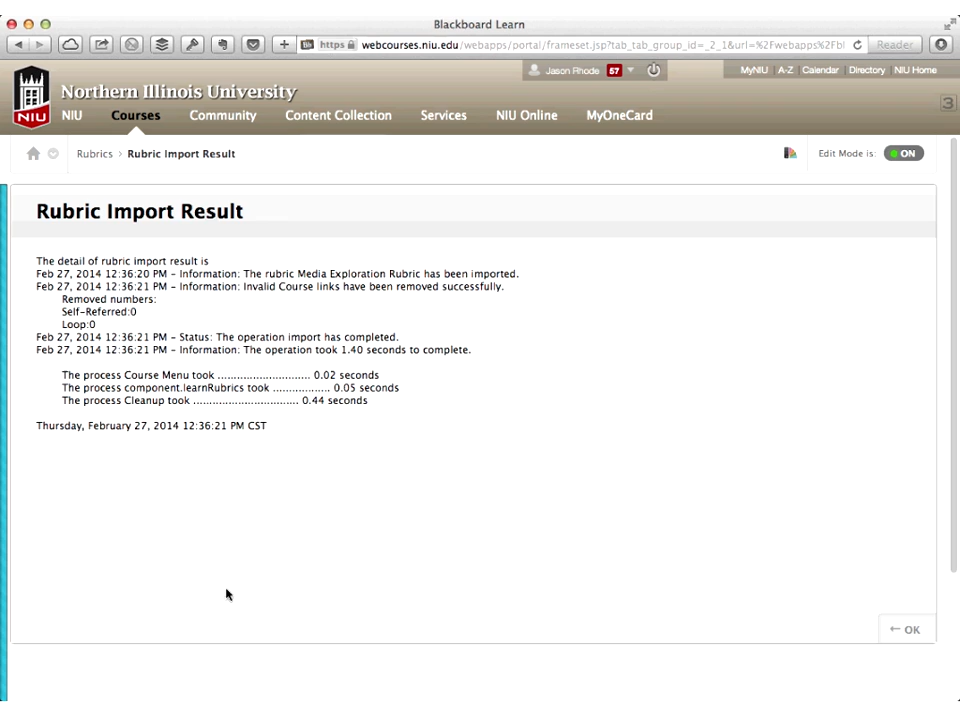 Blackboard Learn
https webcourses.niu.edu/webapps/portal/frameset.jsp?tab_tab_group_id=_2_1&url=%2Fwebapps%2Fbl
Reader
Jason Rhode 57
MyNIU A-Z Calendar Directory NIU Home
Northern Illinois University
NIU
NIU Courses Community Content Collection Services NIU Online MyOneCard
3
Rubrics > Rubric Import Result
Edit Mode is: ON
Rubric Import Result
The detail of rubric import result is
Feb 27, 2014 12:36:20 PM - Information: The rubric Media Exploration Rubric has been imported.
Feb 27, 2014 12:36:21 PM - Information: Invalid Course links have been removed successfully.
Removed numbers:
Self-Referred:0
Loop:0
Feb 27, 2014 12:36:21 PM - Status: The operation import has completed.
Feb 27, 2014 12:36:21 PM - Information: The operation took 1.40 seconds to complete.
The process Course Menu took ............................ 0.02 seconds
The process component.learnRubrics took .................. 0.05 seconds
The process Cleanup took ................................ 0.44 seconds
Thursday, February 27, 2014 12:36:21 PM CST
← OK